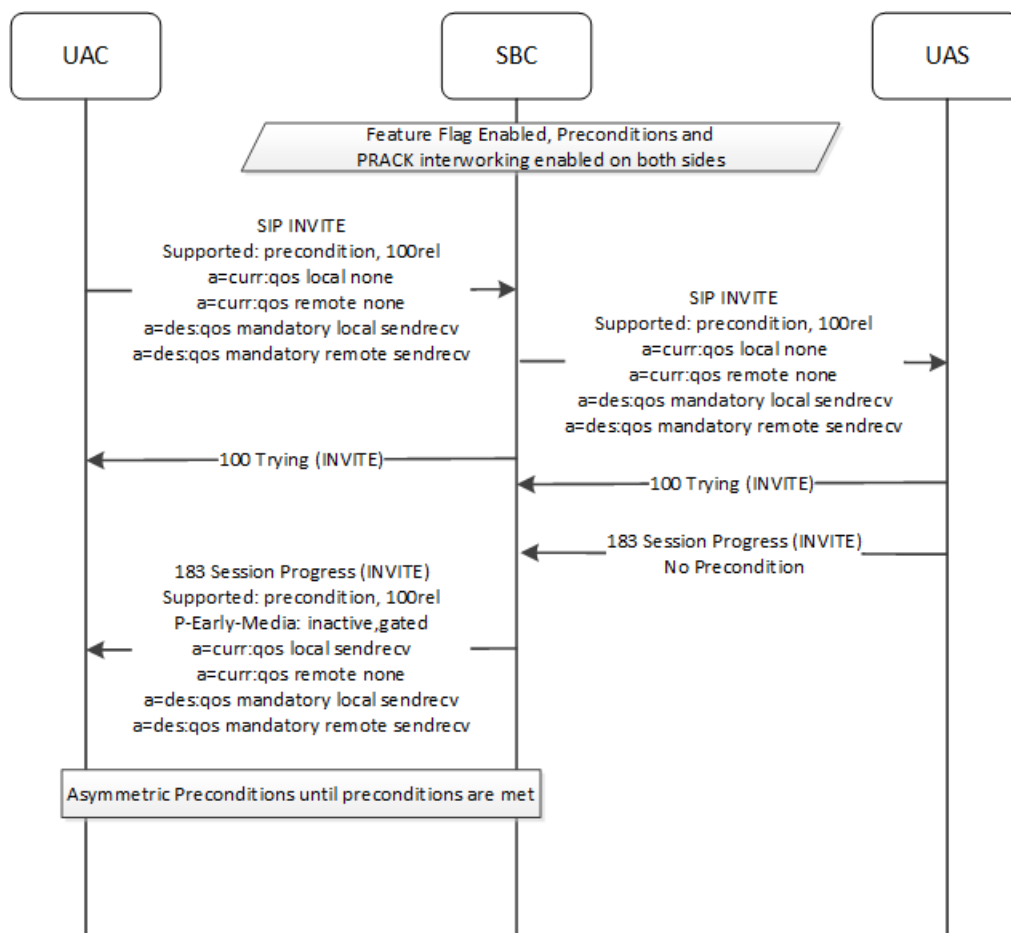 UAC
SBC
UAS
Feature Flag Enabled, Preconditions and
PRACK interworking enabled on both sides
SIP INVITE
Supported: precondition, 100rel
a=curr:qos local none
a=curr:qos remote none
a=des:qos mandatory local sendrecv
a=des:qos mandatory remote sendrecv
SIP INVITE
Supported: precondition, 100rel
a=curr:qos local none
a=curr:qos remote none
a=des:qos mandatory local sendrecv
a=des:qos mandatory remote sendrecv
100 Trying (INVITE)
100 Trying (INVITE)
183 Session Progress (INVITE)
No Precondition
183 Session Progress (INVITE)
Supported: precondition, 100rel
P-Early-Media: inactive,gated
a=curr:qos local sendrecv
a=curr:qos remote none
a=des:qos mandatory local sendrecv
a=des:qos mandatory remote sendrecv
Asymmetric Preconditions until preconditions are met